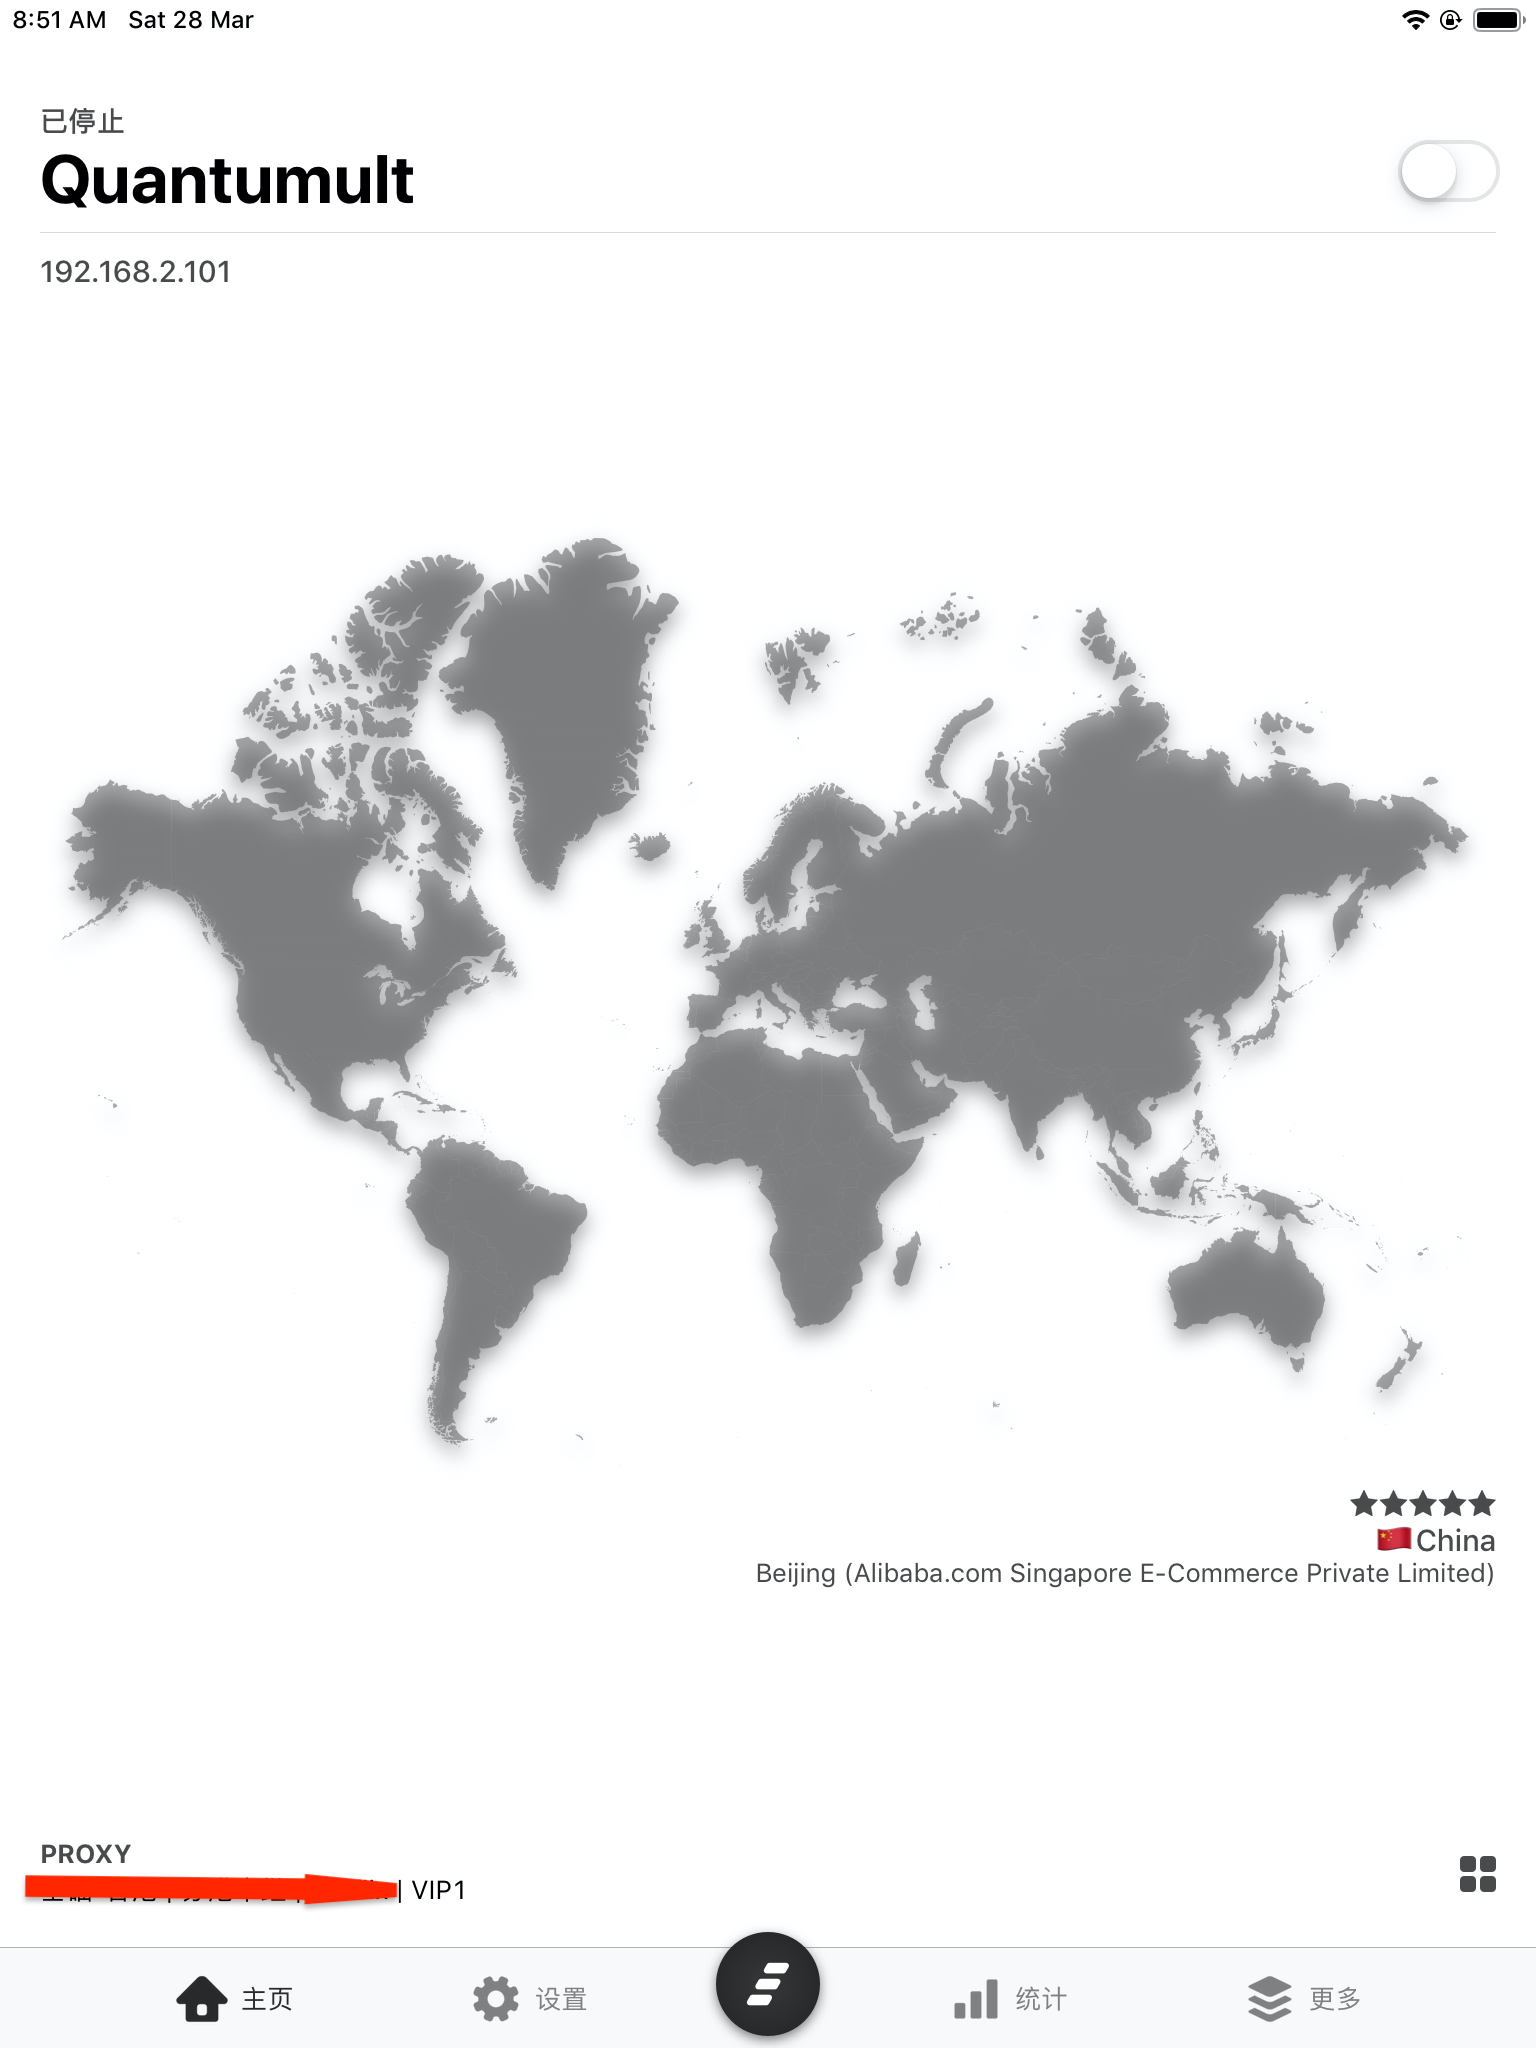 8:51 AM Sat 28 Mar
已停止
Quantumult
192.168.2.101
China
Beijing (Alibaba.com Singapore E-Commerce Private Limited)
PROXY
| VIP1
主页 设置 统计 更多